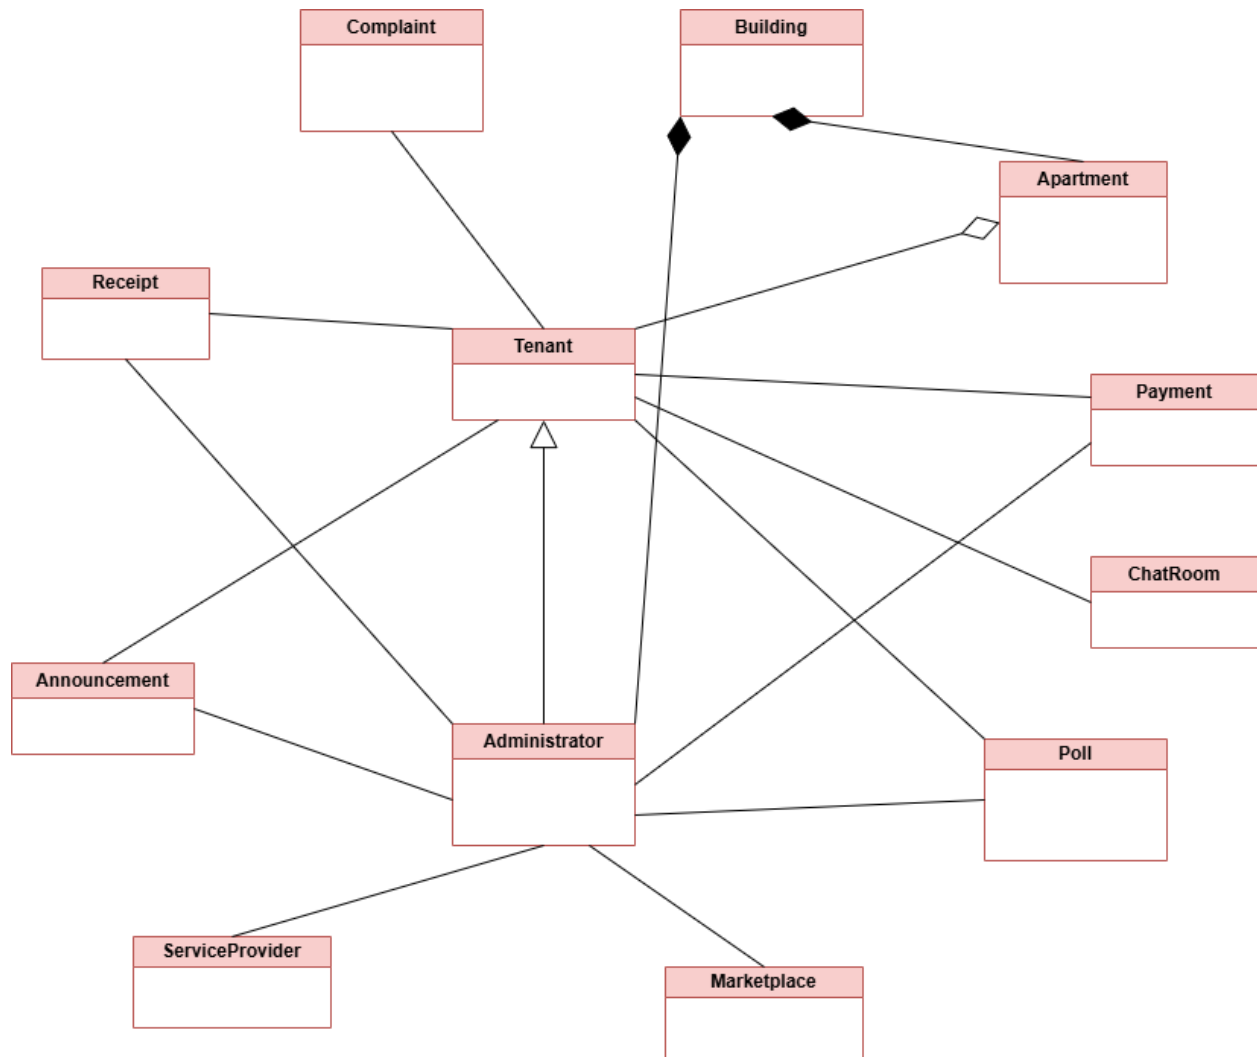 Complaint
Building
Apartment
Receipt
Tenant
Payment
ChatRoom
Announcement
Administrator
Poll
ServiceProvider
Marketplace